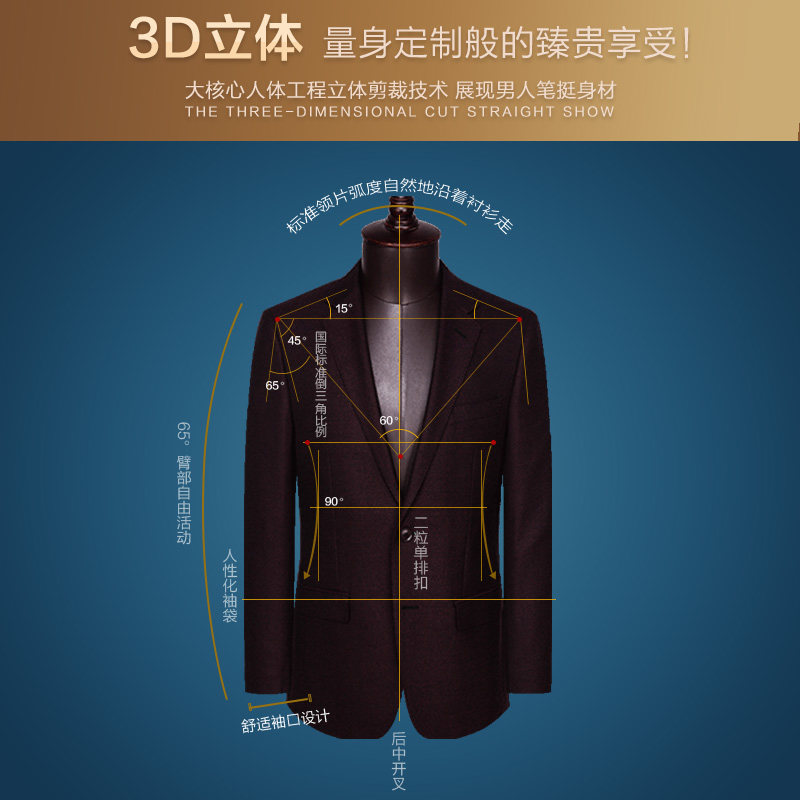 3D立体 量身定制般的臻贵享受!
大核心人体工程立体剪裁技术 展现男人笔挺身材
THE THREE-DIMENSIONAL CUT STRAIGHT SHOW
标准领片弧度自然地沿着衬衫走
15°
45°
65°
国际标准倒三角比例
60°
65°臂部自由活动
90°
二粒单排扣
人性化袖袋
舒适袖口设计
后中开叉